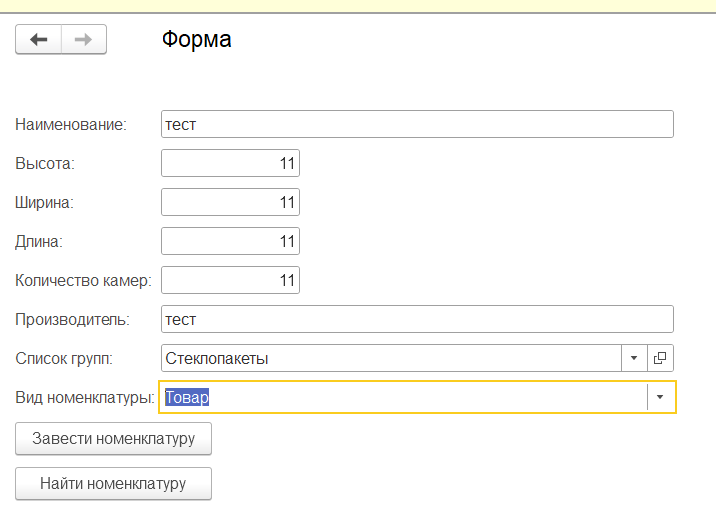 Форма
Наименование: тест
Высота: 11
Ширина: 11
Длина: 11
Количество камер: 11
Производитель: тест
Список групп: Стеклопакеты
Вид номенклатуры: Товар
Завести номенклатуру
Найти номенклатуру